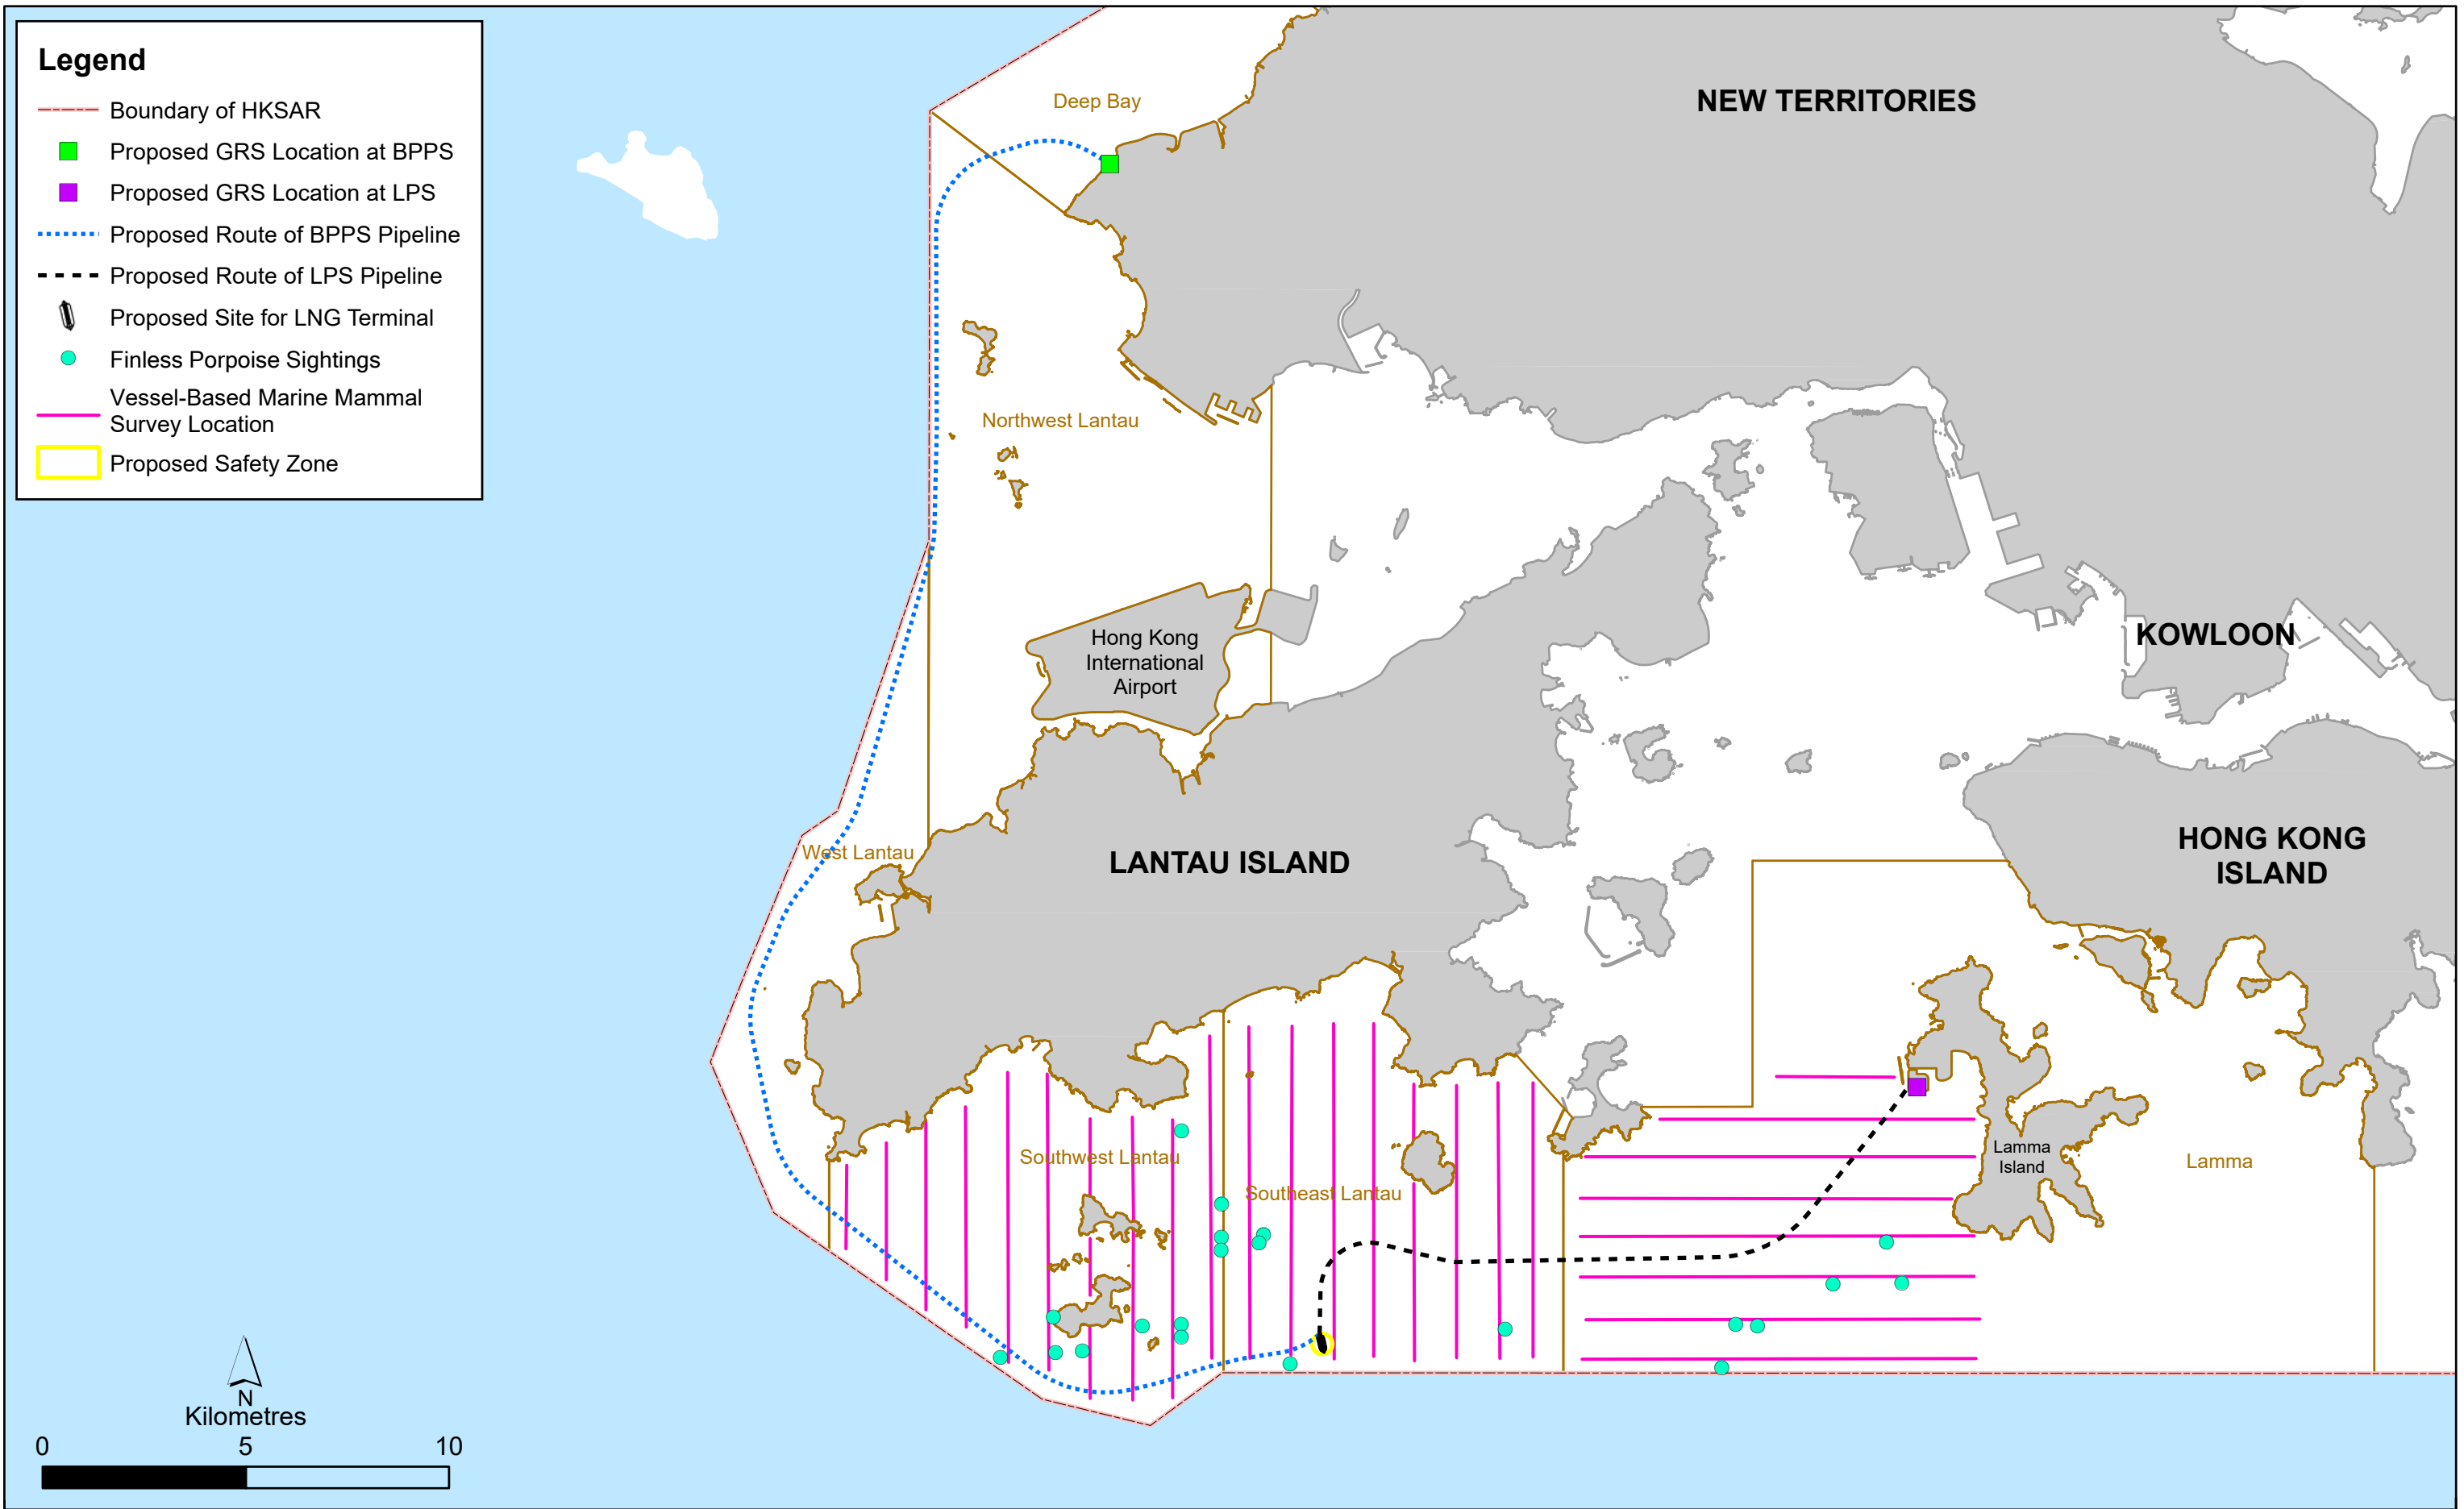 Legend
Boundary of HKSAR
Proposed GRS Location at BPPS
Proposed GRS Location at LPS
Proposed Route of BPPS Pipeline
Proposed Route of LPS Pipeline
Proposed Site for LNG Terminal
Finless Porpoise Sightings
Vessel-Based Marine Mammal
Survey Location
Proposed Safety Zone
Deep Bay
NEW TERRITORIES
Northwest Lantau
Hong Kong
International
Airport
KOWLOON
West Lantau
LANTAU ISLAND
HONG KONG
ISLAND
Southwest Lantau
Southeast Lantau
Lamma
Island
Lamma
N
Kilometres
0 5 10